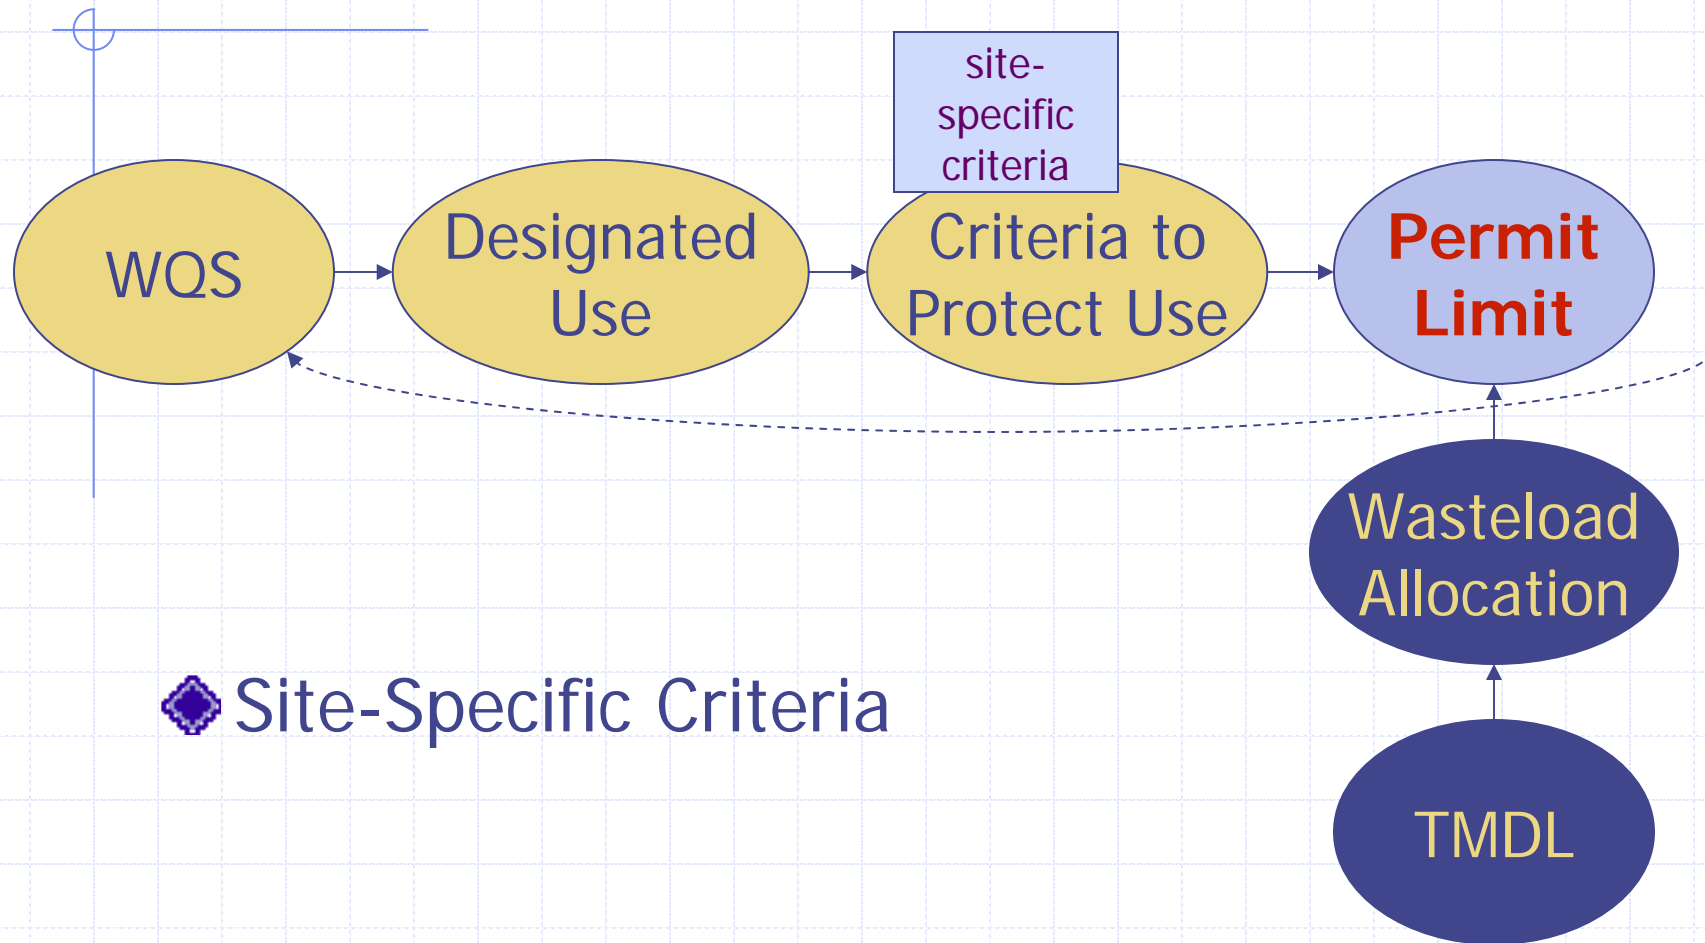 site-
specific
criteria
WQS
Designated
Use
Criteria to
Protect Use
Permit
Limit
Wasteload
Allocation
Site-Specific Criteria
TMDL